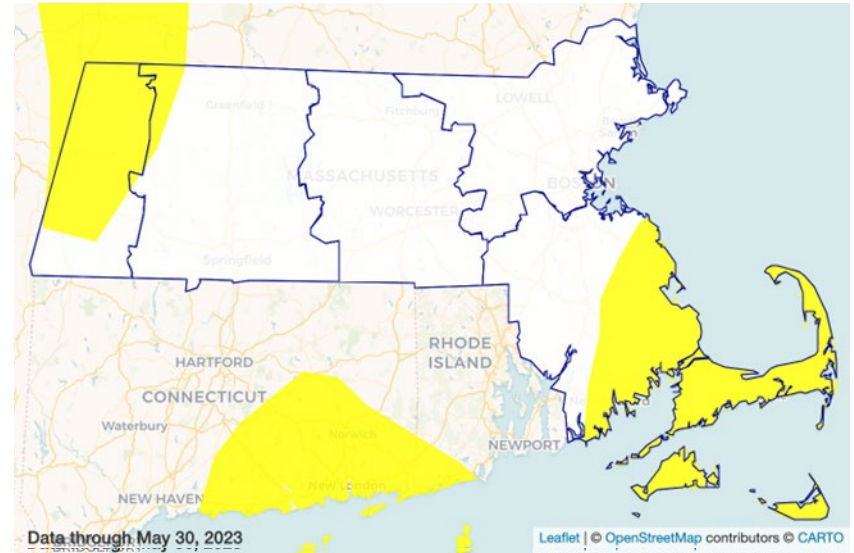 Greenfield
Fitchburg
LOWELL
Salem
MASSACHUSETTS
BOSTON
WORCESTER
Springfield
RHODE
ISLAND
HARTFORD
CONNECTICUT
Waterbury
Norwich
NEWPORT
NEW HAVEN
New London
Data through May 30, 2023
Leaflet | © OpenStreetMap contributors © CARTO